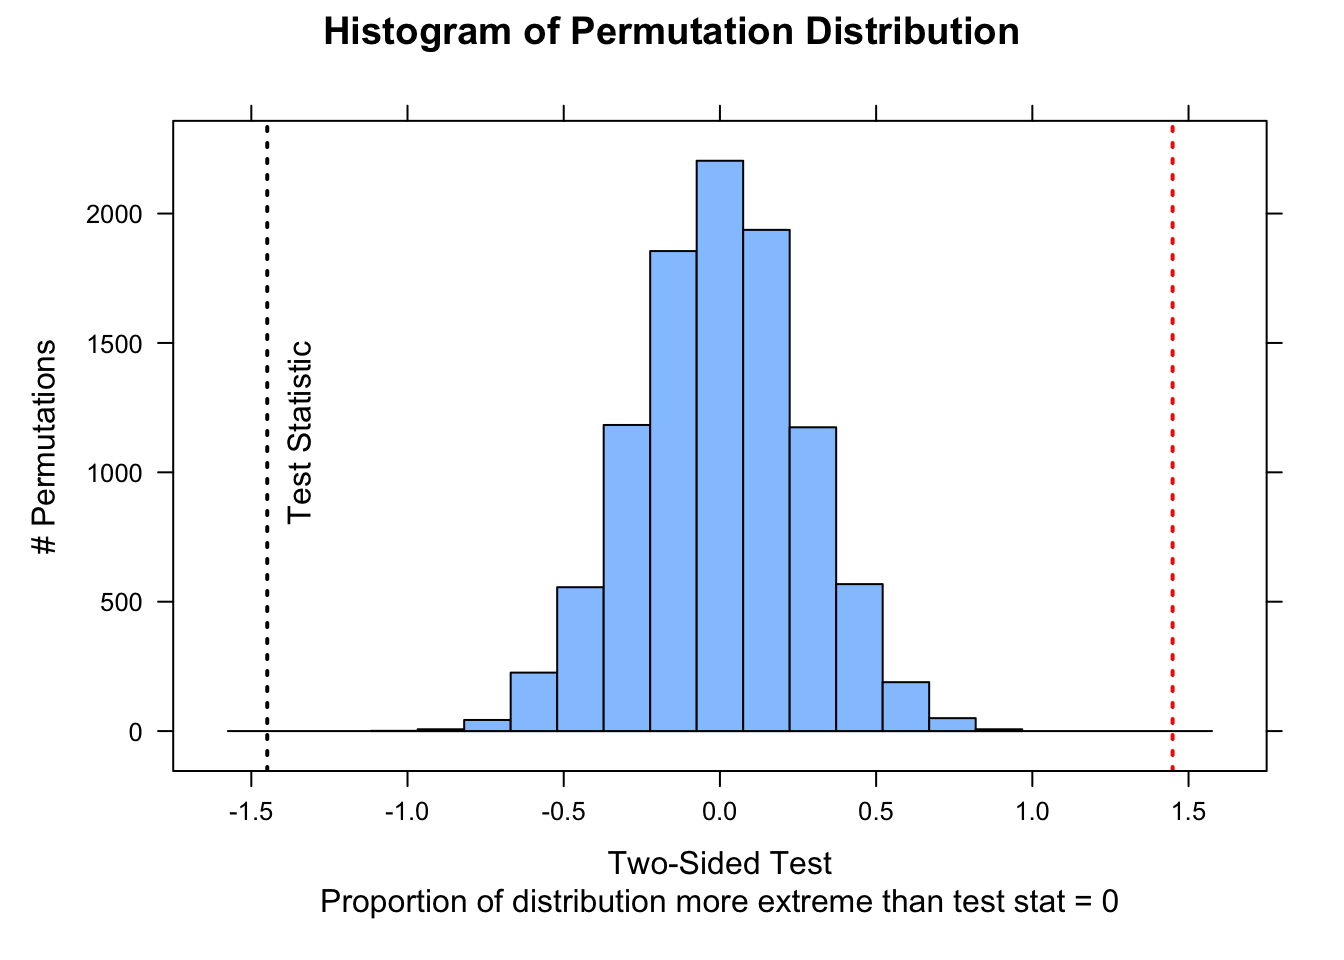 Histogram of Permutation Distribution
# Permutations
2000
1500
1000
500
0
Test Statistic
-1.5 -1.0 -0.5 0.0 0.5 1.0 1.5
Two-Sided Test
Proportion of distribution more extreme than test stat = 0